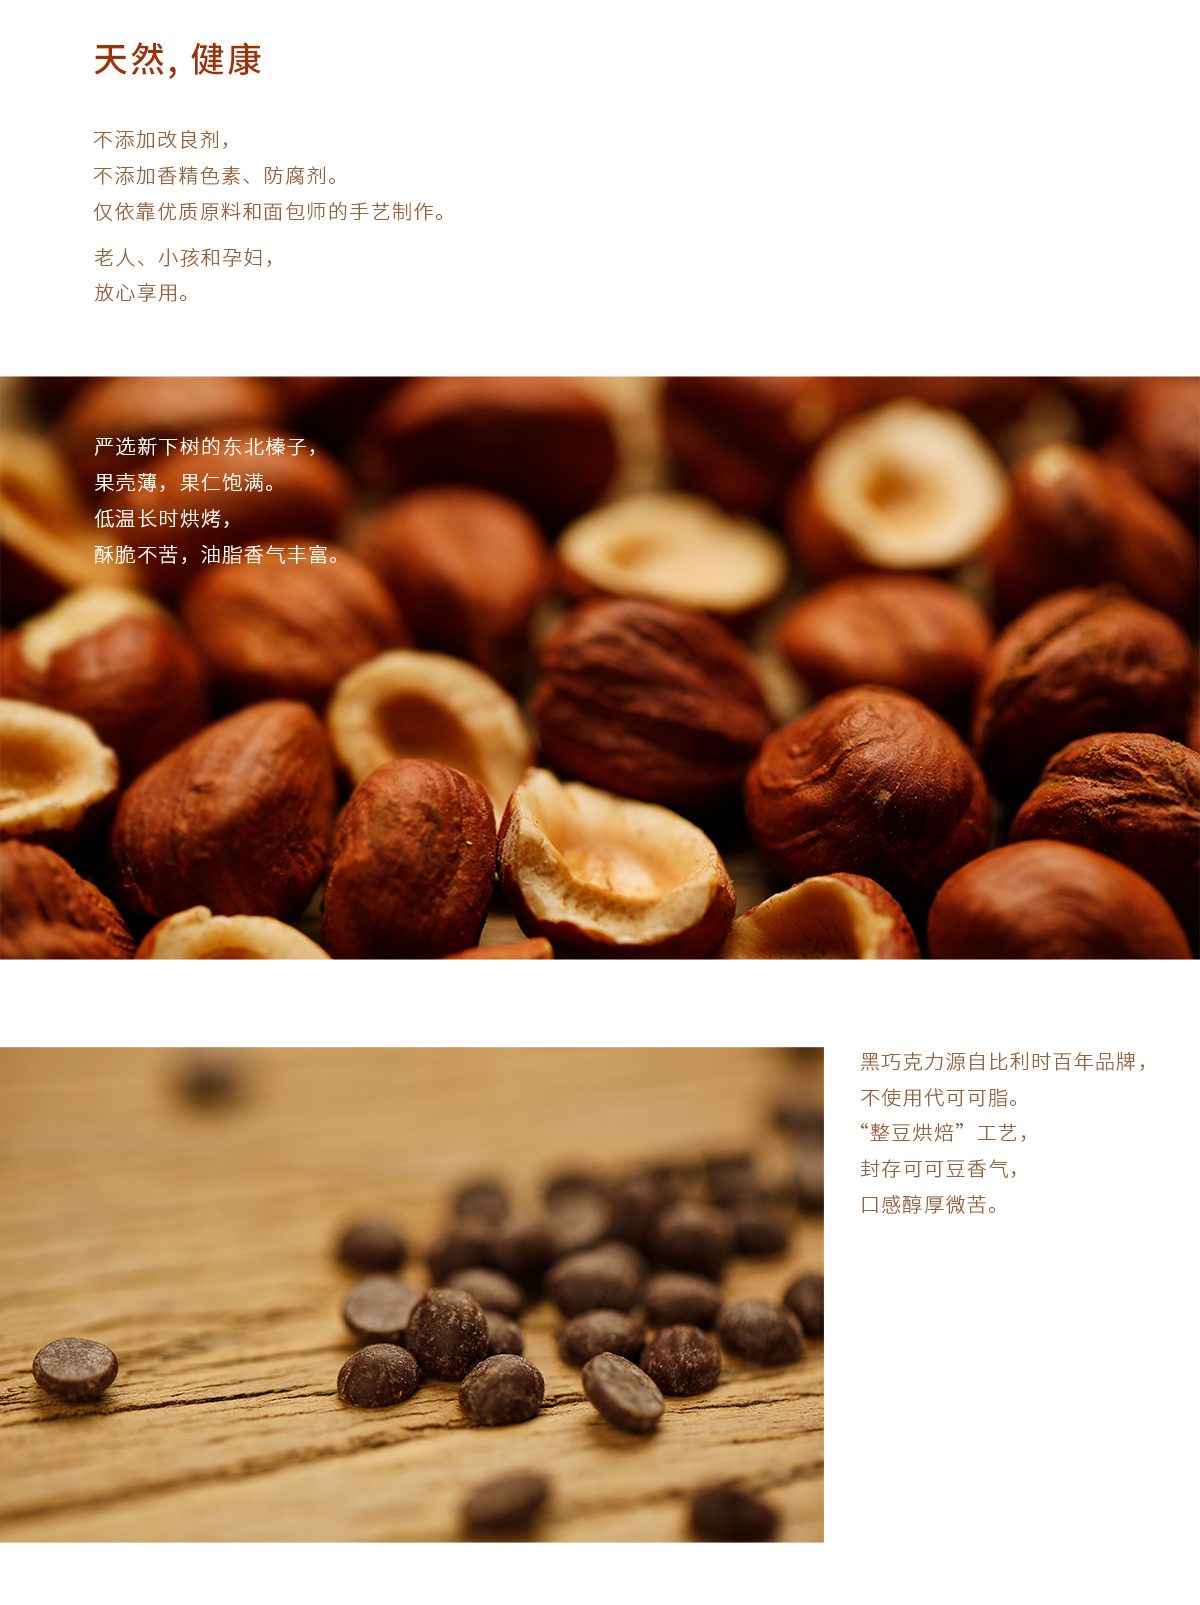 天然, 健康
不添加改良剂，
不添加香精色素、防腐剂。
仅依靠优质原料和面包师的手艺制作。
老人、小孩和孕妇，
放心享用。
严选新下树的东北榛子，
果壳薄，果仁饱满。
低温长时烘烤，
酥脆不苦，油脂香气丰富。
黑巧克力源自比利时百年品牌，
不使用代可可脂。
“整豆烘焙”工艺，
封存可可豆香气，
口感醇厚微苦。